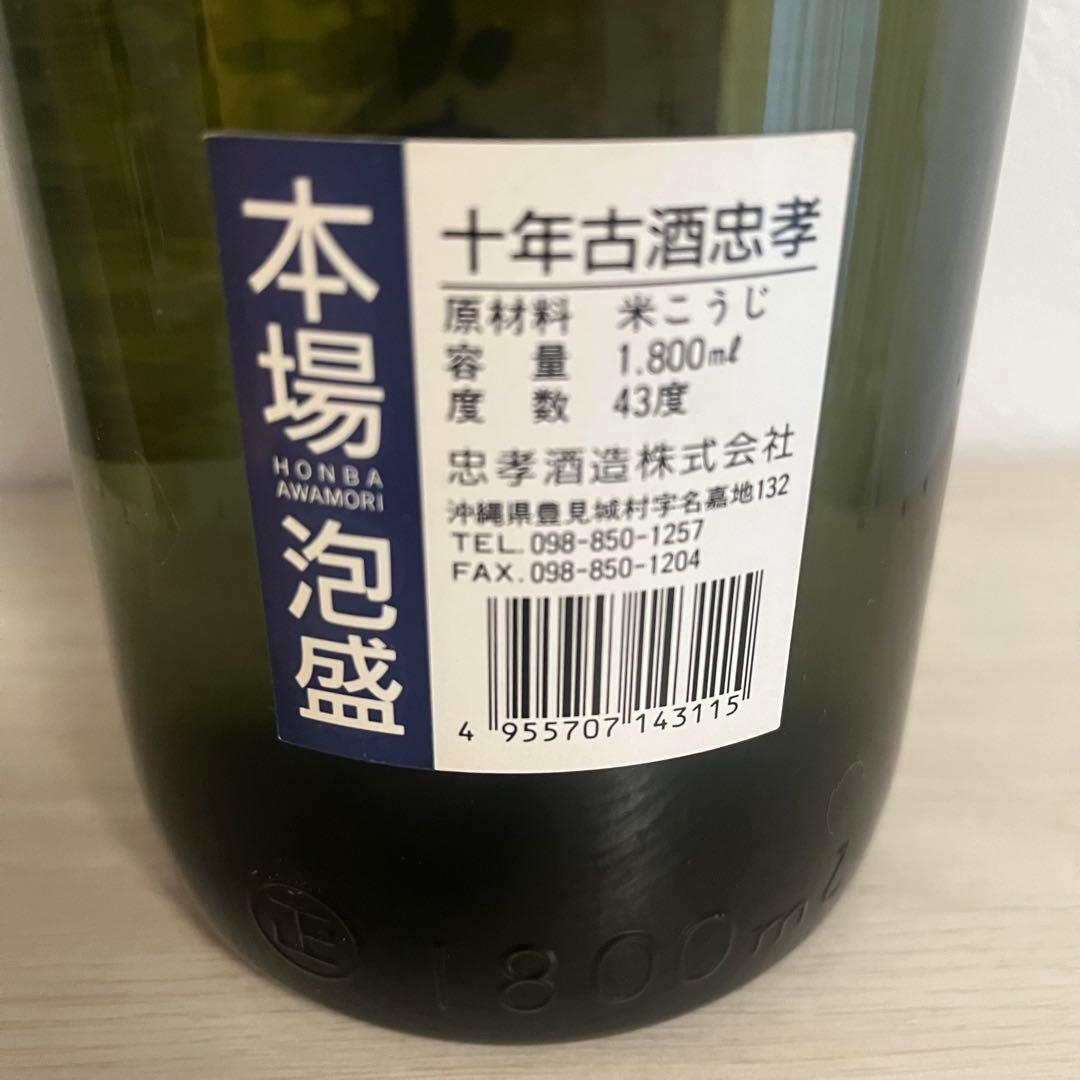 本場
HONBA
AWAMORI
泡盛
十年古酒忠孝
原材料 米こうじ
容量 1.800mℓ
度数 43度
忠孝酒造株式会社
沖縄県豊見城村字名嘉地132
TEL.098-850-1257
FAX.098-850-1204
4 955707 143115
正 1800mℓ